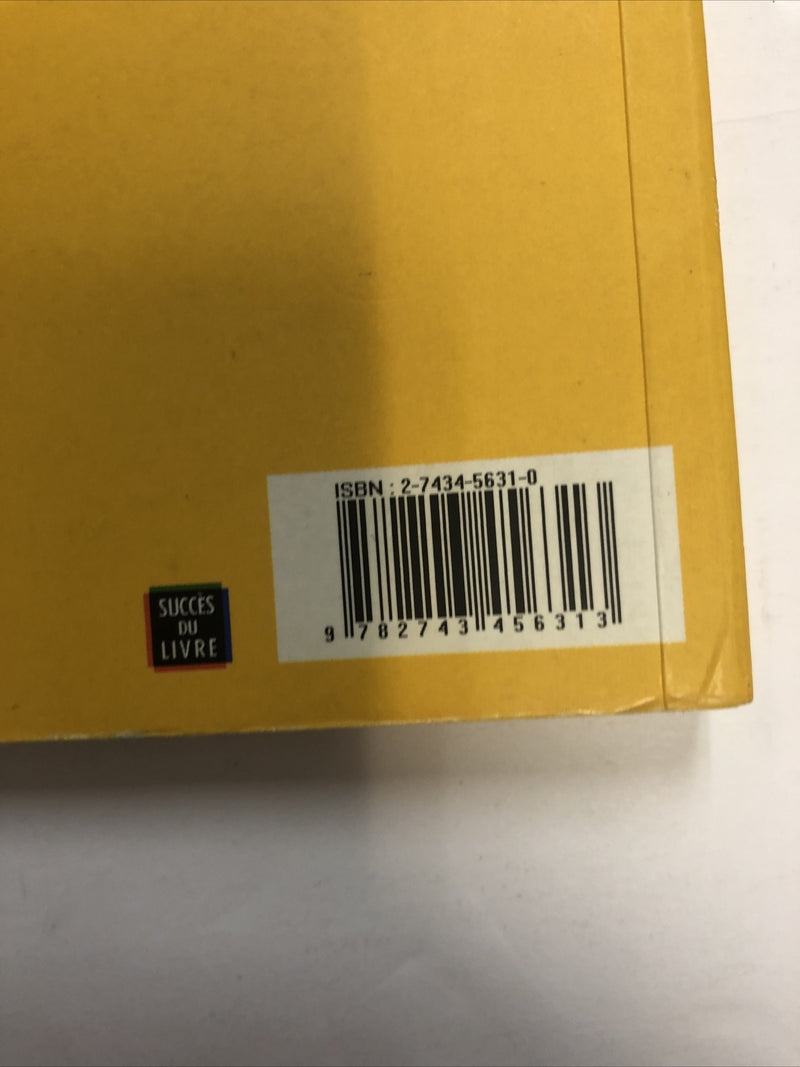 ISBN : 2-7434-5631-0
9 782743 456313
SUCCÈS
DU
LIVRE